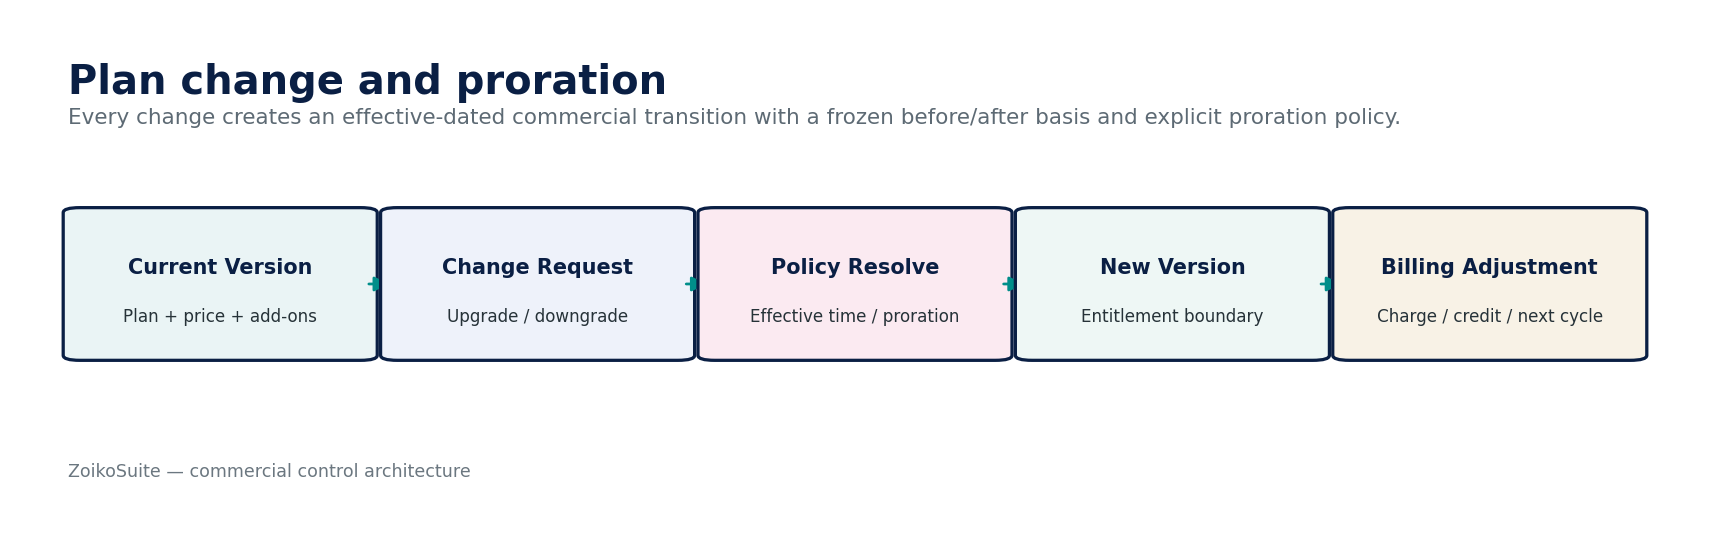 Plan change and proration
Every change creates an effective-dated commercial transition with a frozen before/after basis and explicit proration policy.
Current Version
Plan + price + add-ons
Change Request
Upgrade / downgrade
Policy Resolve
Effective time / proration
New Version
Entitlement boundary
Billing Adjustment
Charge / credit / next cycle
ZoikoSuite — commercial control architecture